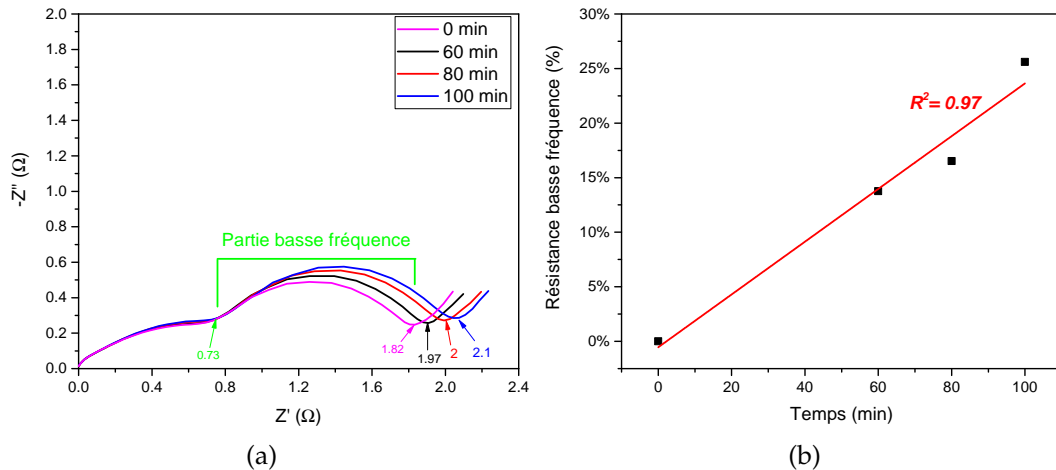 2.0
1.8
1.6
1.4
1.2
1.0
0.8
0.6
0.4
0.2
0.0
-Z'' (Ω)
0 min
60 min
80 min
100 min
Partie basse fréquence
0.73
1.82
1.97
2
2.1
0.0 0.4 0.8 1.2 1.6 2.0 2.4
Z' (Ω)
(a)
30%
25%
20%
15%
10%
5%
0%
Résistance basse fréquence (%)
R²= 0.97
0 20 40 60 80 100
Temps (min)
(b)